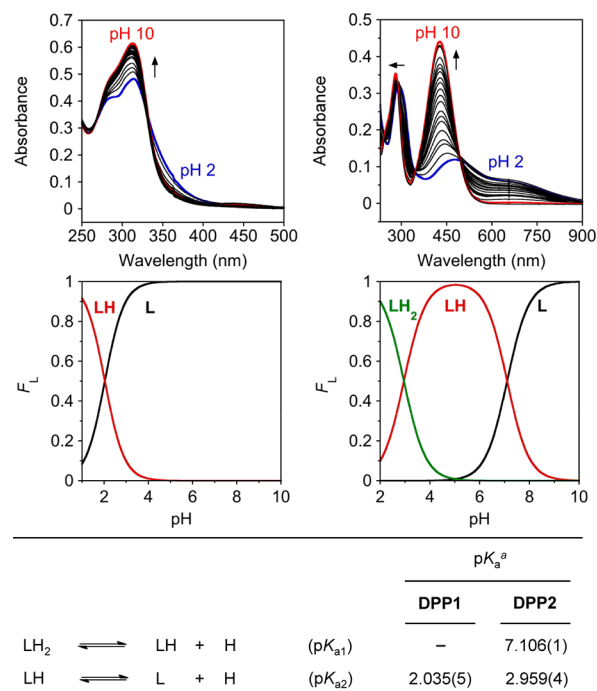 0.7
0.6
0.5
0.4
0.3
0.2
0.1
0
Absorbance
pH 10
pH 2
250 300 350 400 450 500
Wavelength (nm)
0.5
0.4
0.3
0.2
0.1
0
Absorbance
pH 10
pH 2
300 450 600 750 900
Wavelength (nm)
1
0.8
0.6
0.4
0.2
0
FL
LH L
2 4 6 8 10
pH
1
0.8
0.6
0.4
0.2
0
FL
LH2 LH L
2 4 6 8 10
pH
pKa a
DPP1 DPP2
LH2 ⇌ LH + H (pKa1) – 7.106(1)
LH ⇌ L + H (pKa2) 2.035(5) 2.959(4)